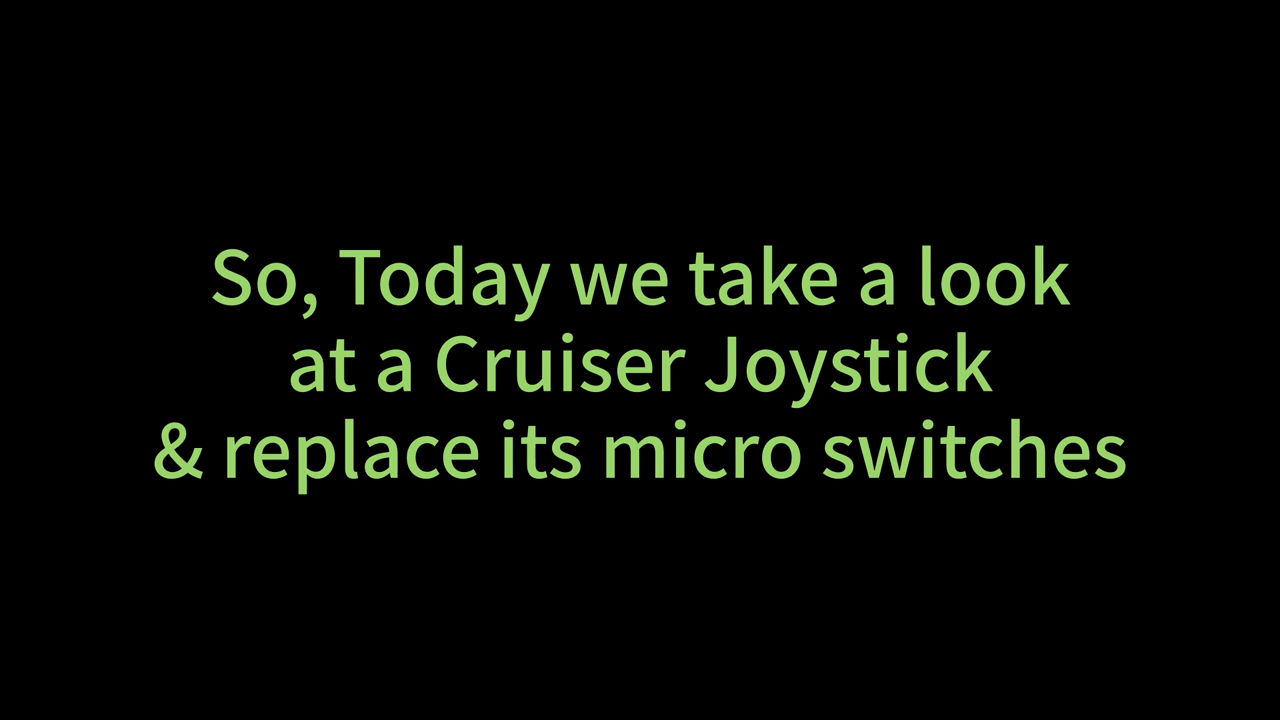 So, Today we take a look
at a Cruiser Joystick
& replace its micro switches